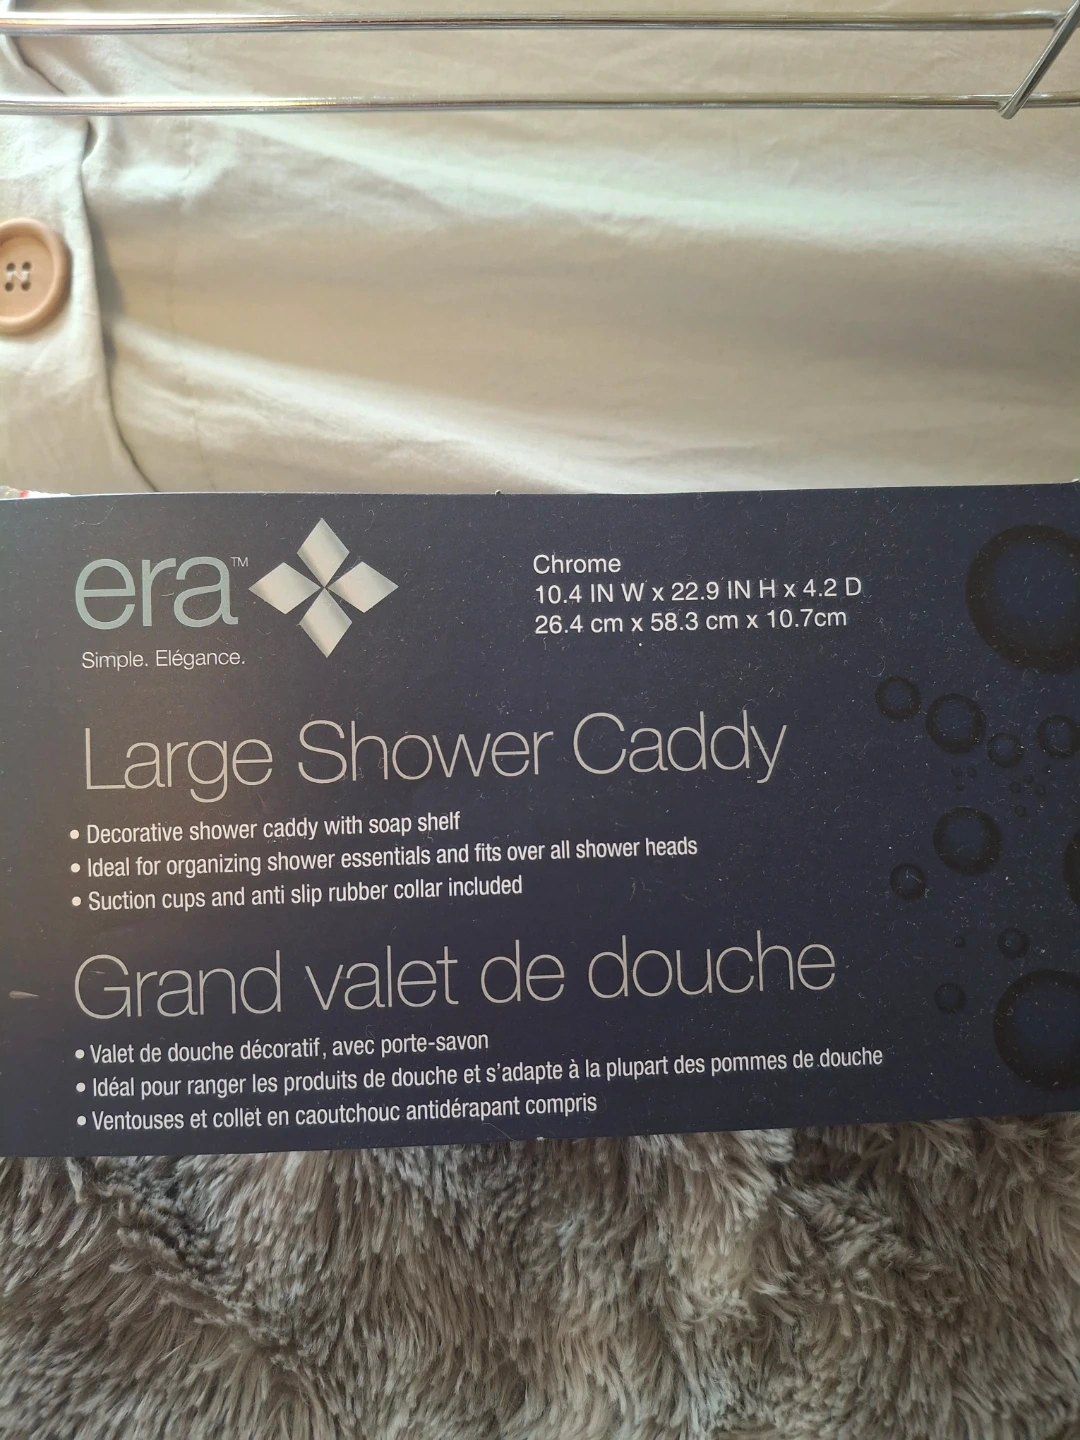 era™
Simple. Elégance.
Chrome
10.4 IN W x 22.9 IN H x 4.2 D
26.4 cm x 58.3 cm x 10.7cm
Large Shower Caddy
• Decorative shower caddy with soap shelf
• Ideal for organizing shower essentials and fits over all shower heads
• Suction cups and anti slip rubber collar included
Grand valet de douche
• Valet de douche décoratif, avec porte-savon
• Idéal pour ranger les produits de douche et s'adapte à la plupart des pommes de douche
• Ventouses et collet en caoutchouc antidérapant compris